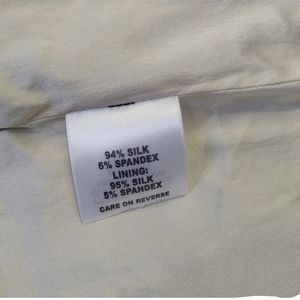 94% SILK
6% SPANDEX
LINING:
95% SILK
5% SPANDEX
CARE ON REVERSE